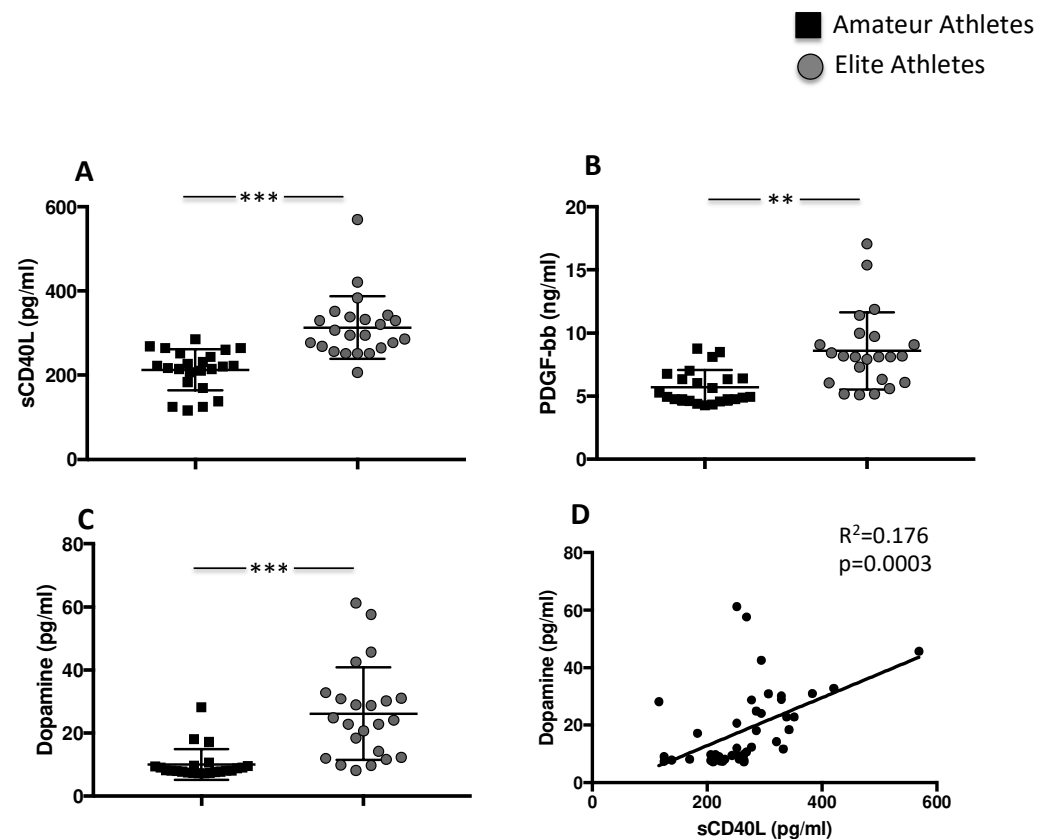 Amateur Athletes
Elite Athletes
A
***
600
400
200
0
sCD40L (pg/ml)
B
**
20
15
10
5
0
PDGF-bb (ng/ml)
C
***
80
60
40
20
0
Dopamine (pg/ml)
D
R²=0.176
p=0.0003
80
60
40
20
0
Dopamine (pg/ml)
0 200 400 600
sCD40L (pg/ml)